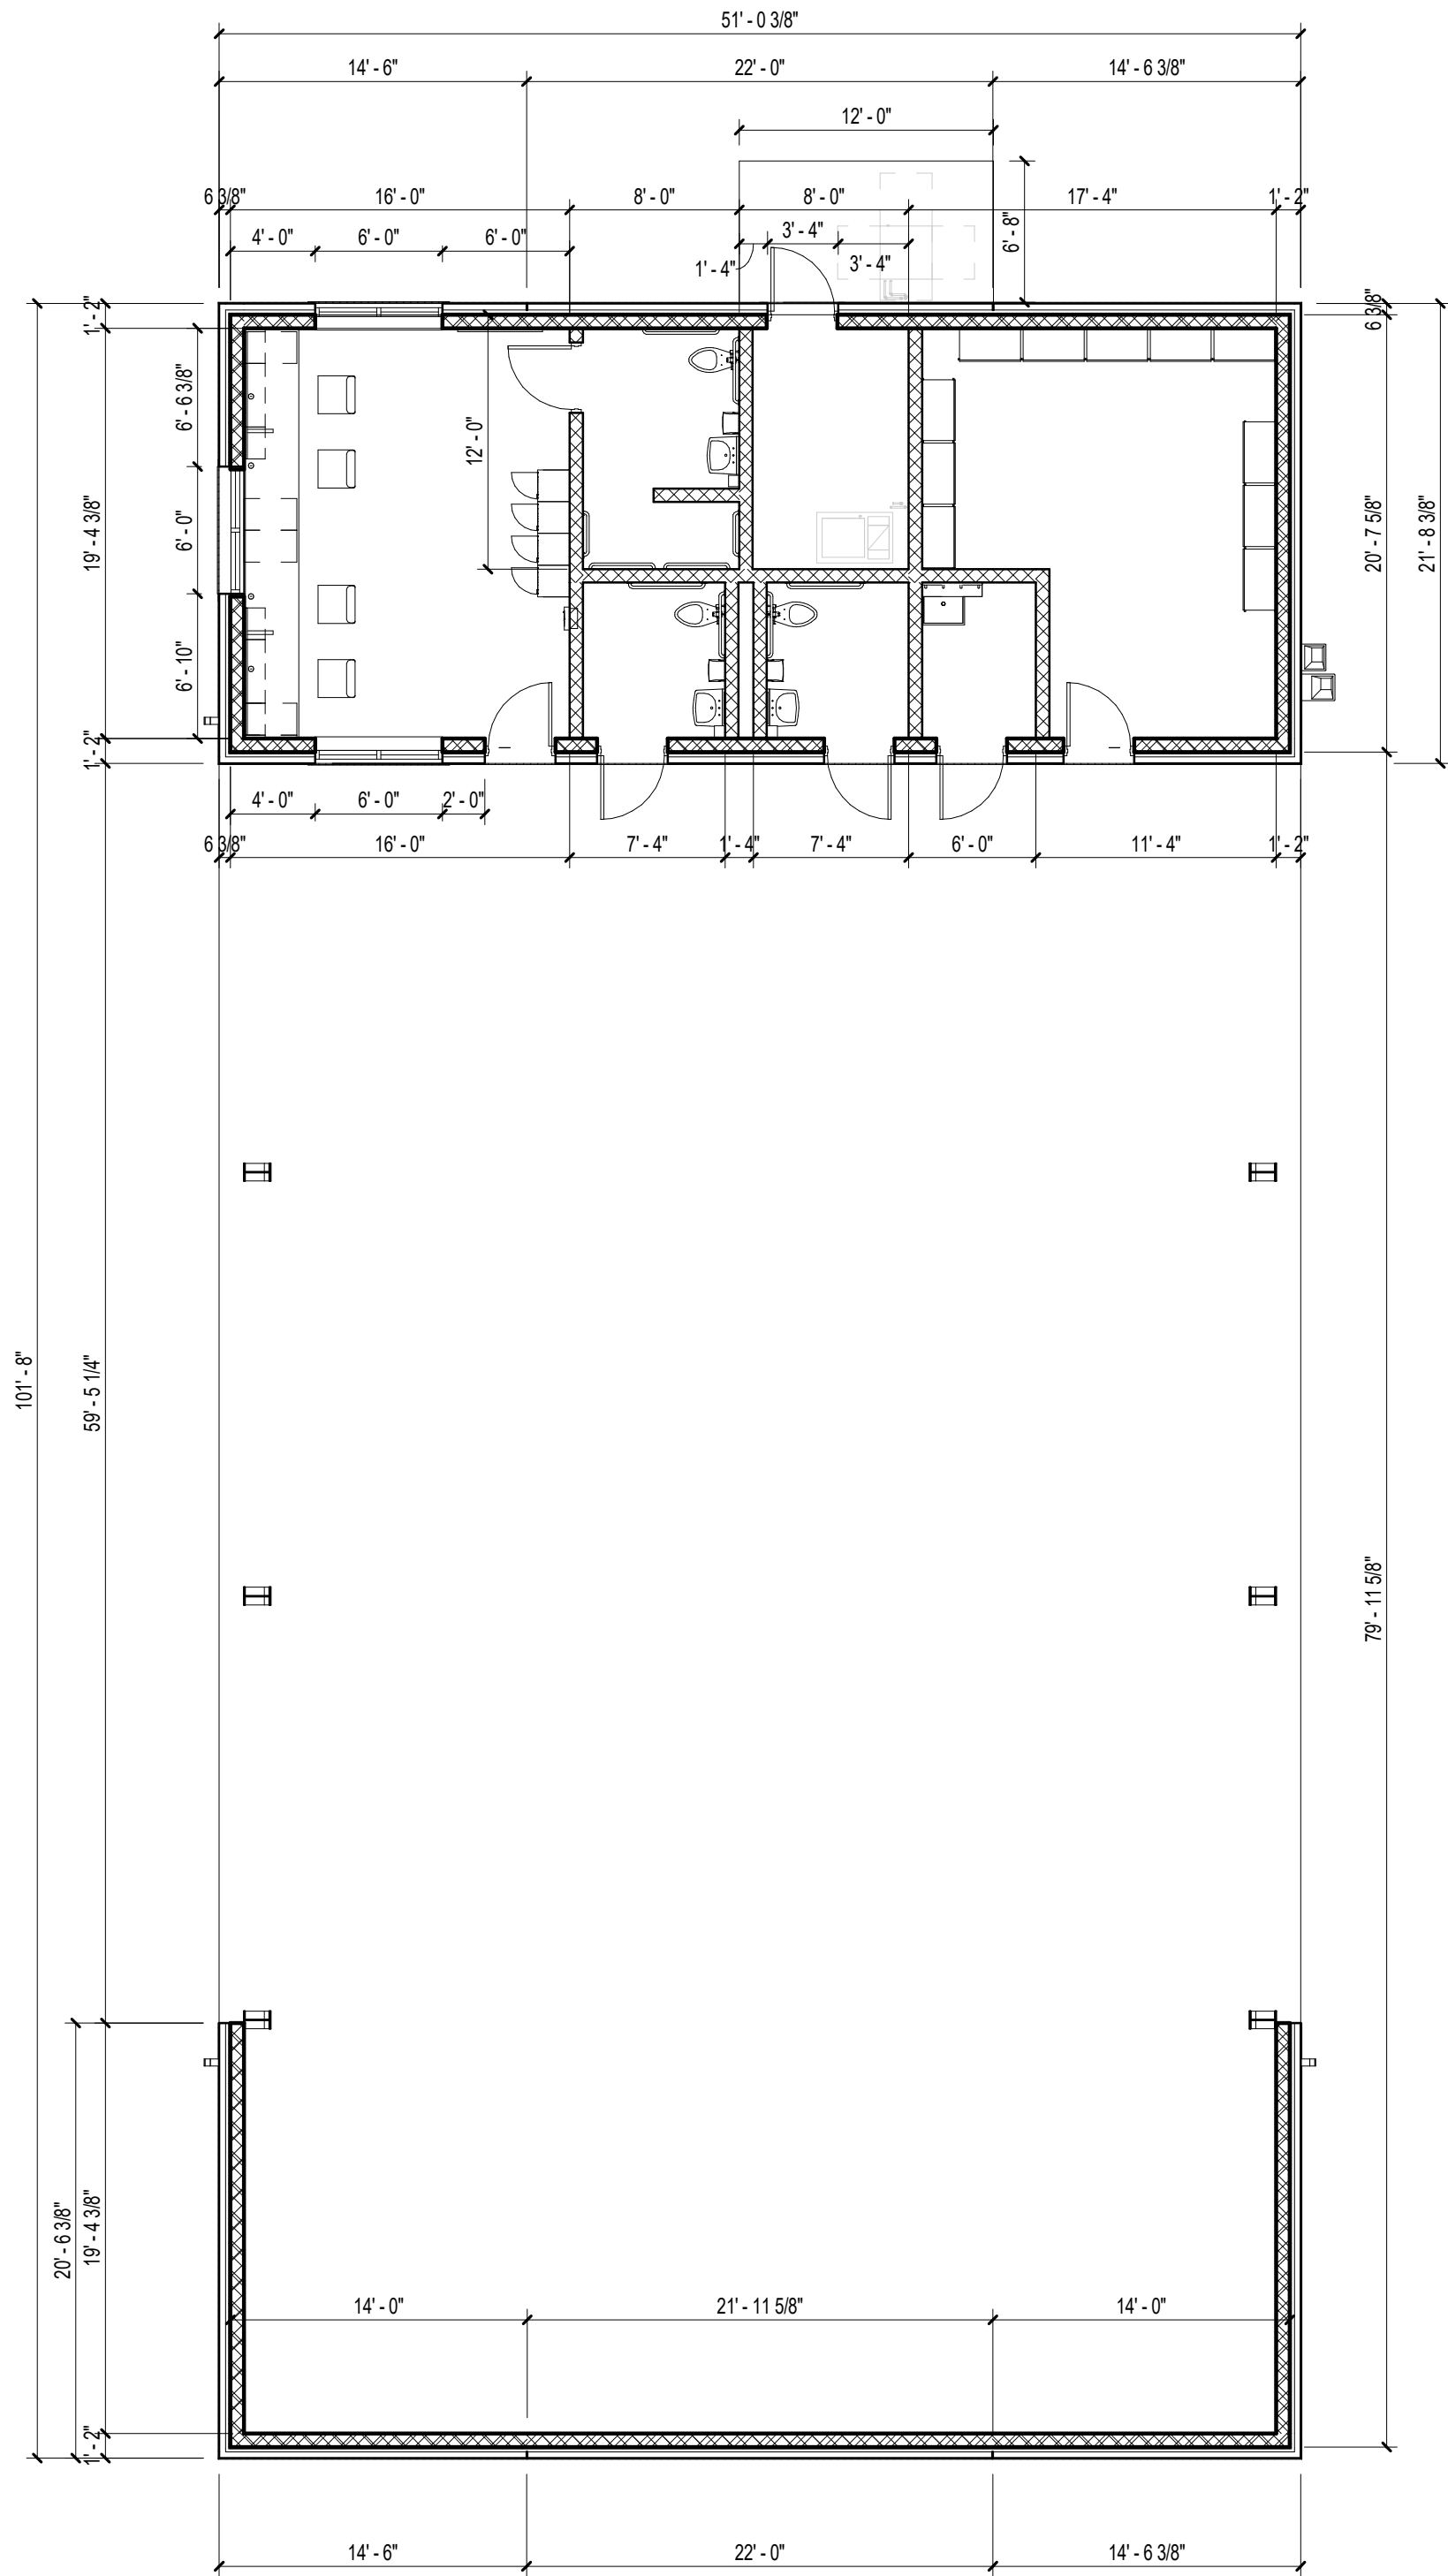 51' - 0 3/8"
14' - 6"
22' - 0"
14' - 6 3/8"
12' - 0"
6 3/8"
16' - 0"
8' - 0"
8' - 0"
17' - 4"
1' - 2"
4' - 0"
6' - 0"
6' - 0"
3' - 4"
1' - 4"
3' - 4"
6' - 8"
1' - 2"
6 3/8"
6' - 6 3/8"
12' - 0"
19' - 4 3/8"
6' - 0"
20' - 7 5/8"
21' - 8 3/8"
6' - 10"
1' - 2"
4' - 0"
6' - 0"
2' - 0"
6 3/8"
16' - 0"
7' - 4"
1' - 4"
7' - 4"
6' - 0"
11' - 4"
1' - 2"
101' - 8"
59' - 5 1/4"
79' - 11 5/8"
20' - 6 3/8"
19' - 4 3/8"
14' - 0"
21' - 11 5/8"
14' - 0"
1' - 2"
14' - 6"
22' - 0"
14' - 6 3/8"